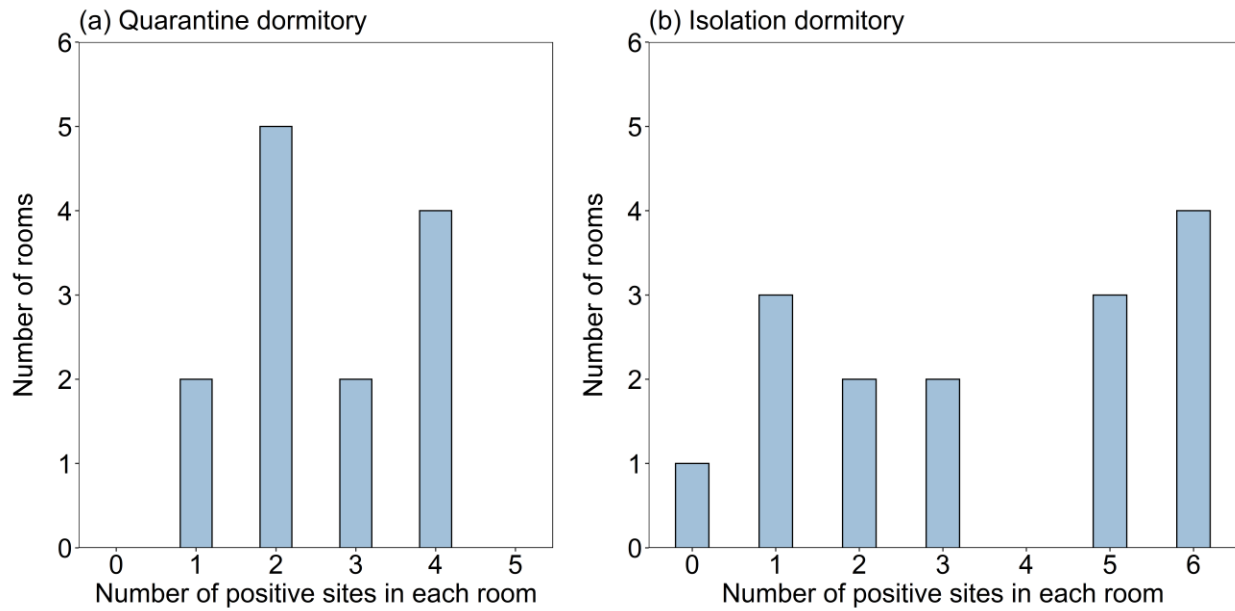 (a) Quarantine dormitory
Number of rooms
6
5
4
3
2
1
0
0 1 2 3 4 5
Number of positive sites in each room
(b) Isolation dormitory
Number of rooms
6
5
4
3
2
1
0
0 1 2 3 4 5 6
Number of positive sites in each room